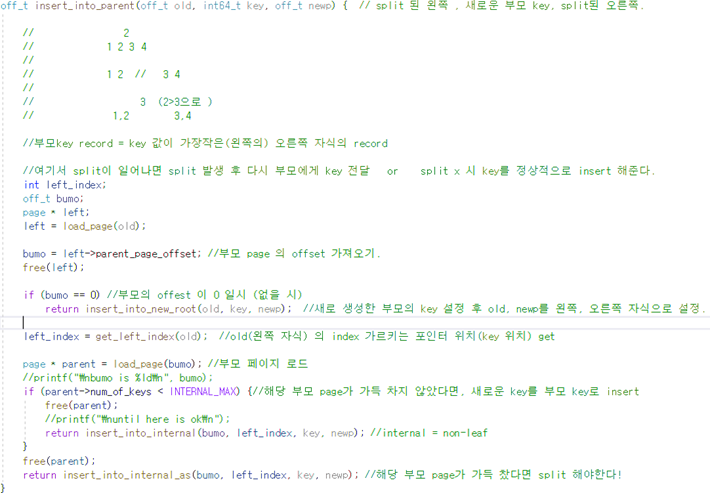 off_t insert_into_parent(off_t old, int64_t key, off_t newp) {  // split 된 왼쪽 , 새로운 부모 key, split된 오른쪽.
//                    2
//                1 2 3 4
//
//                1 2  //   3 4
//
//                       3  (2>3으로 )
//                 1,2          3,4
//부모key record = key 값이 가장작은(왼쪽의) 오른쪽 자식의 record
//여기서 split이 일어나면 split 발생 후 다시 부모에게 key 전달   or    split x 시 key를 정상적으로 insert 해준다.
int left_index;
off_t bumo;
page * left;
left = load_page(old);
bumo = left->parent_page_offset; //부모 page 의 offset 가져오기.
free(left);
if (bumo == 0) //부모의 offest 이 0 일시 (없을 시)
return insert_into_new_root(old, key, newp);  //새로 생성한 부모의 key 설정 후 old, newp를 왼쪽, 오른쪽 자식으로 설정.
left_index = get_left_index(old);  //old(왼쪽 자식) 의 index 가르키는 포인터 위치(key 위치) get
page * parent = load_page(bumo); //부모 페이지 로드
//printf("₩nbumo is %ld₩n", bumo);
if (parent->num_of_keys < INTERNAL_MAX) {//해당 부모 page가 가득 차지 않았다면, 새로운 key를 부모 key로 insert
free(parent);
//printf("₩nuntil here is ok₩n");
return insert_into_internal(bumo, left_index, key, newp); //internal = non-leaf
}
free(parent);
return insert_into_internal_as(bumo, left_index, key, newp); //해당 부모 page가 가득 찼다면 split 해야한다!
}